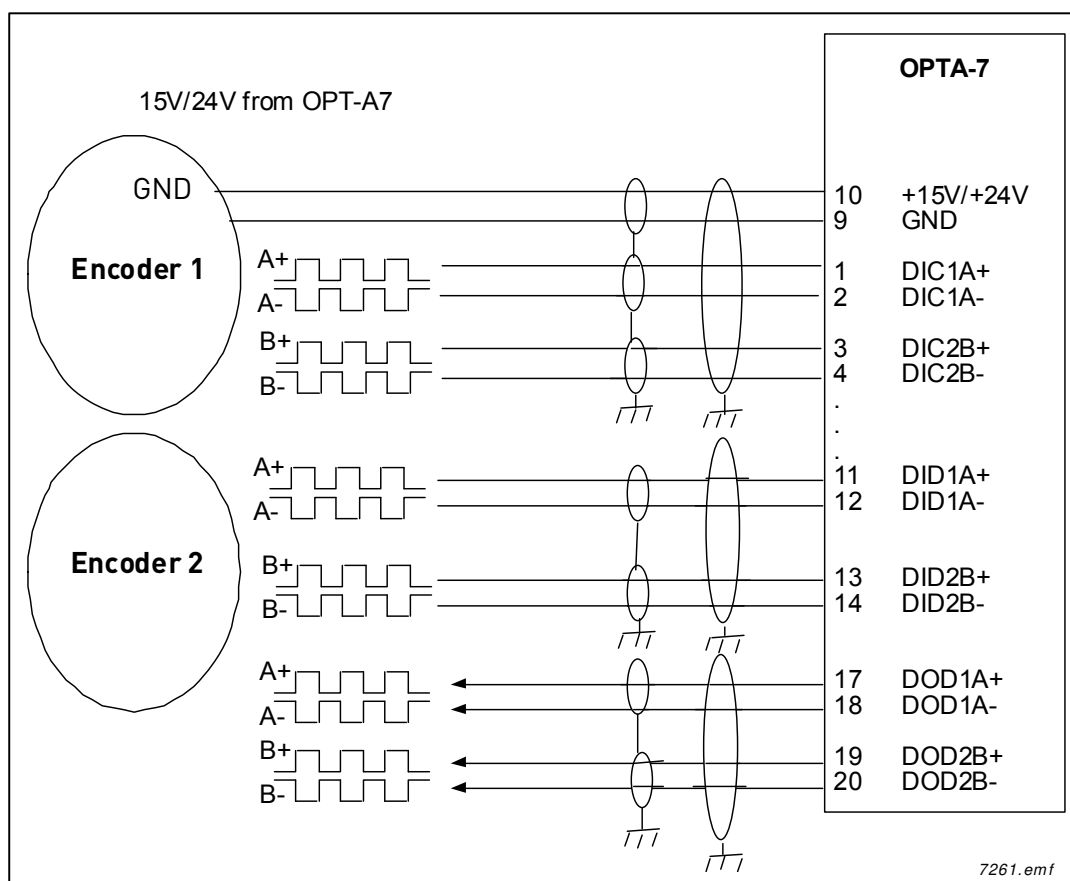 OPTA-7
15V/24V from OPT-A7
GND
10 +15V/+24V
9 GND
Encoder 1
A+
A-
1 DIC1A+
2 DIC1A-
B+
B-
3 DIC2B+
4 DIC2B-
.
.
.
A+
A-
11 DID1A+
12 DID1A-
Encoder 2
B+
B-
13 DID2B+
14 DID2B-
A+
A-
17 DOD1A+
18 DOD1A-
B+
B-
19 DOD2B+
20 DOD2B-
7261.emf